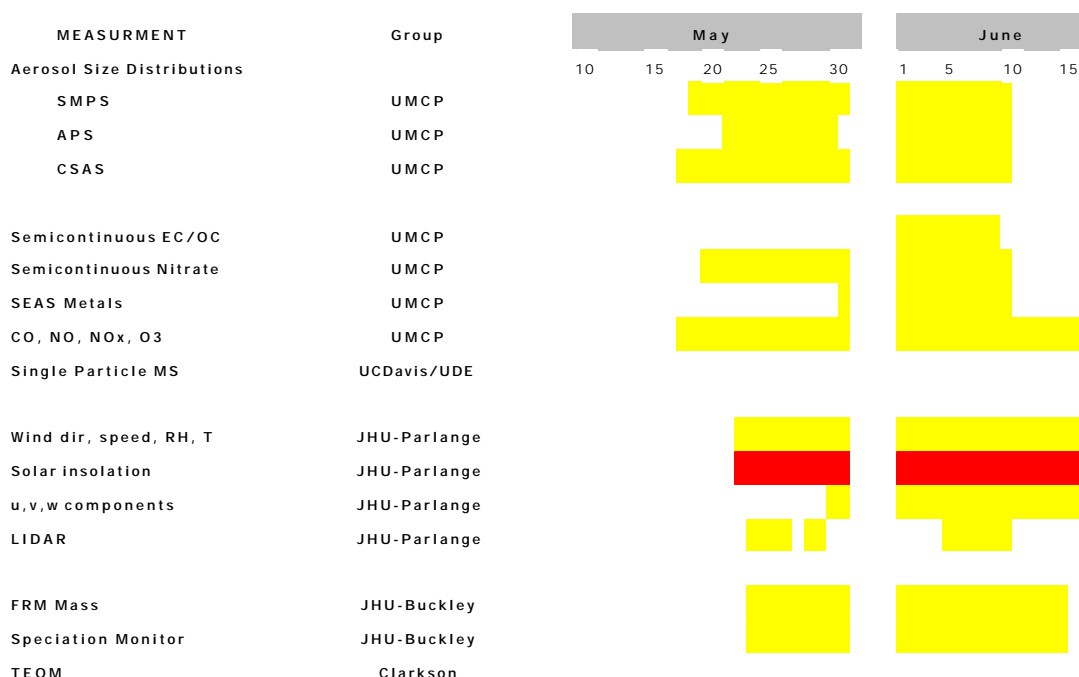 MEASURMENT Group May June
Aerosol Size Distributions 10 15 20 25 30 1 5 10 15
SMPS UMCP
APS UMCP
CSAS UMCP
Semicontinuous EC/OC UMCP
Semicontinuous Nitrate UMCP
SEAS Metals UMCP
CO, NO, NOx, O3 UMCP
Single Particle MS UCDavis/UDE
Wind dir, speed, RH, T JHU-Parlange
Solar insolation JHU-Parlange
u,v,w components JHU-Parlange
LIDAR JHU-Parlange
FRM Mass JHU-Buckley
Speciation Monitor JHU-Buckley
TEOM Clarkson